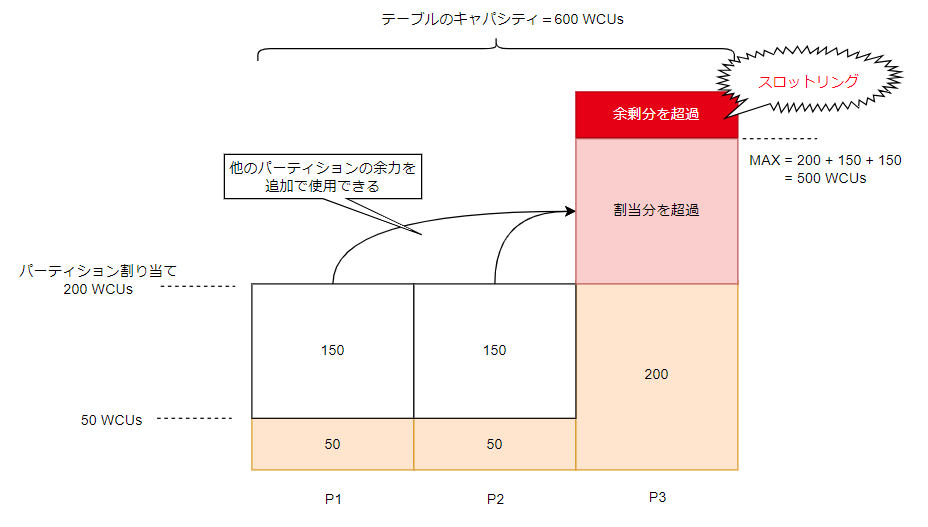 テーブルのキャパシティ＝600 WCUs
スロットリング
余剰分を超過
MAX = 200 + 150 + 150
= 500 WCUs
他のパーティションの余力を
追加で使用できる
割当分を超過
パーティション割り当て
200 WCUs
150
150
200
50 WCUs
50
50
P1
P2
P3